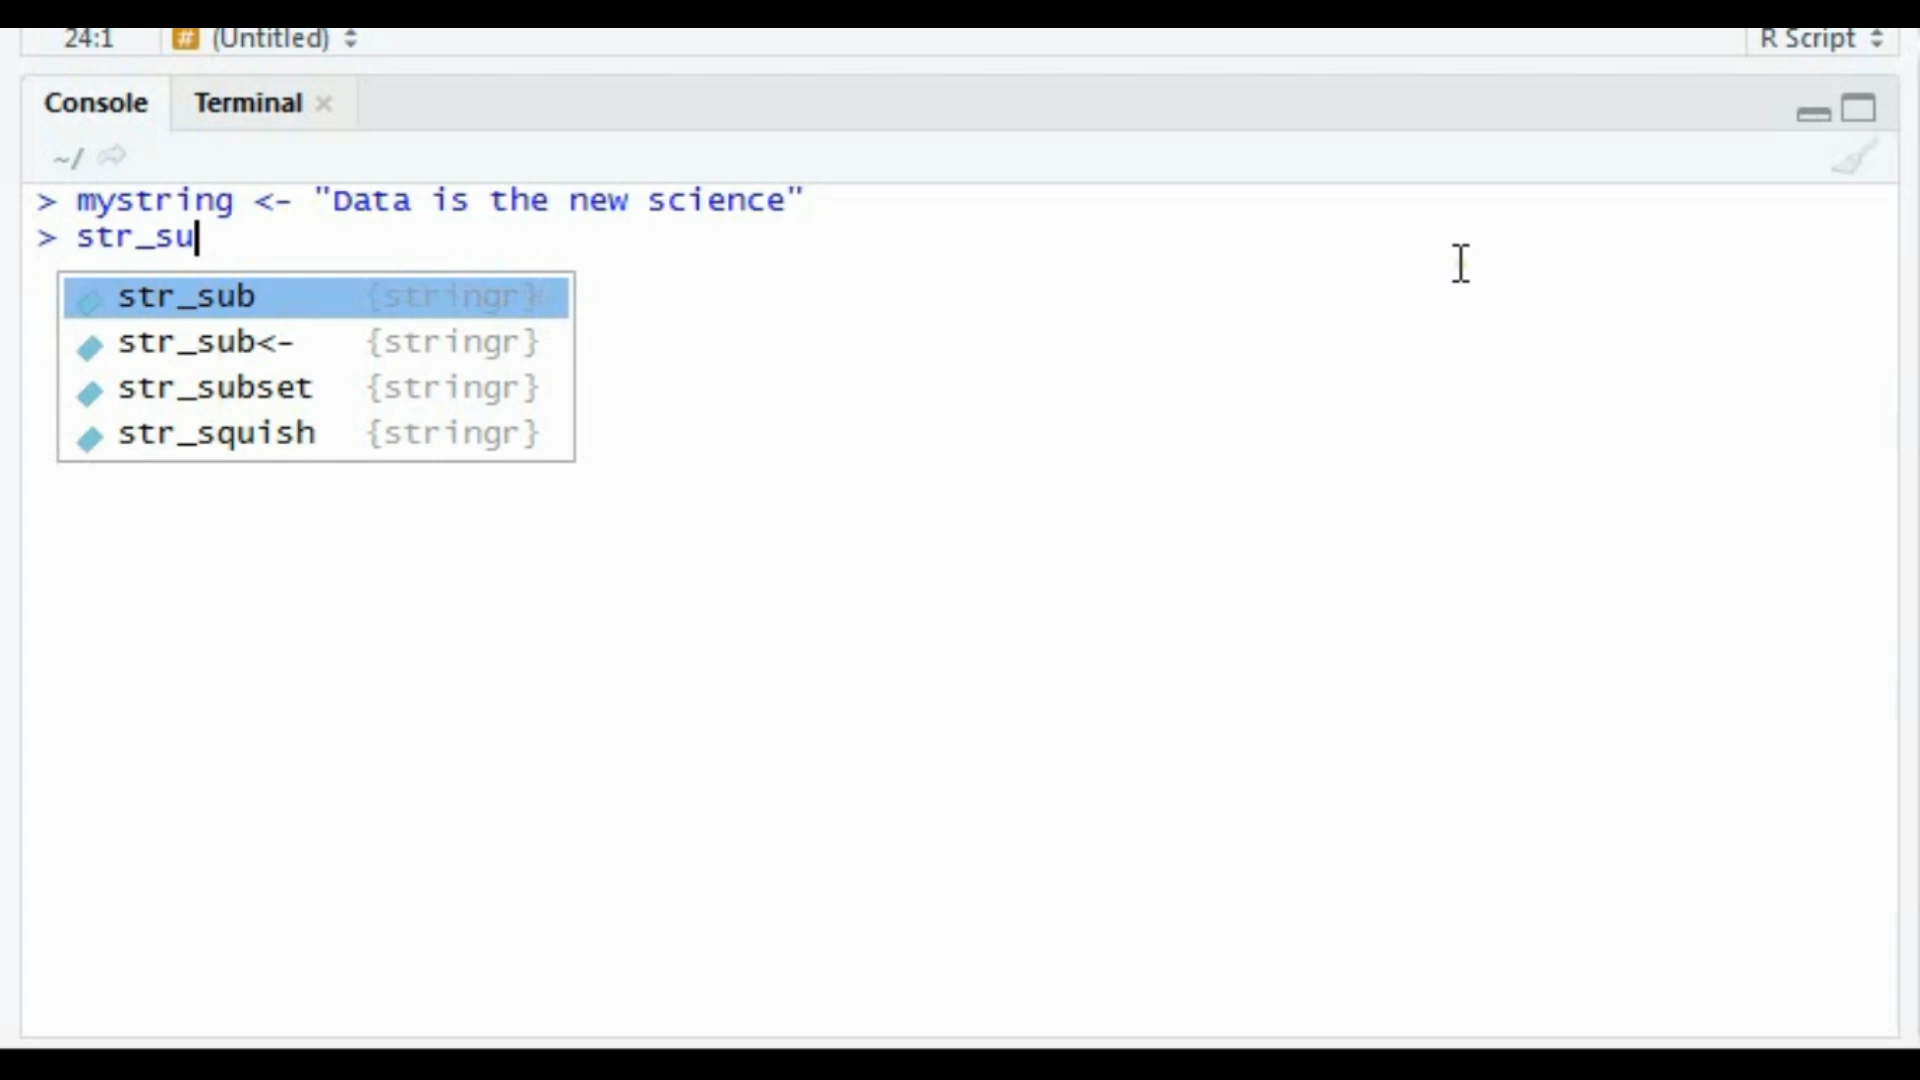 24:1 # (Untitled) R Script
Console Terminal ×
~/
> mystring <- "Data is the new science"
> str_su
str_sub {stringr}
str_sub<- {stringr}
str_subset {stringr}
str_squish {stringr}